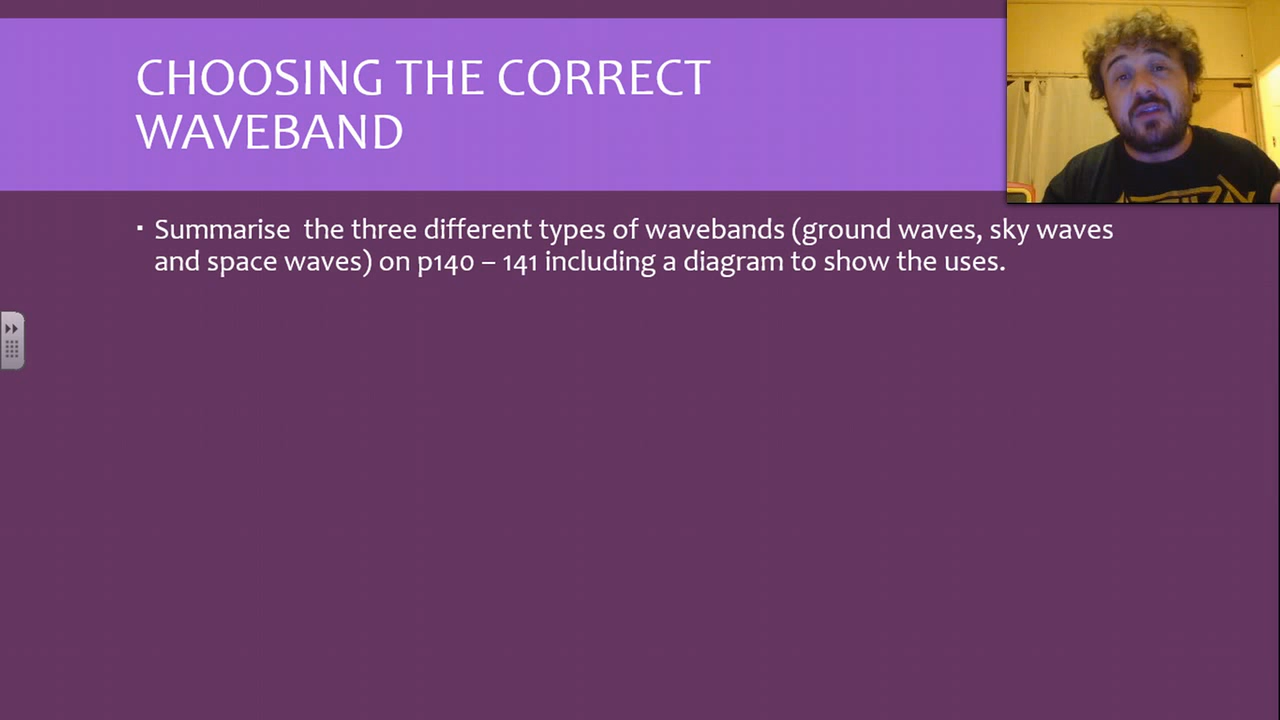 CHOOSING THE CORRECT
WAVEBAND
▪ Summarise  the three different types of wavebands (ground waves, sky waves
and space waves) on p140 – 141 including a diagram to show the uses.